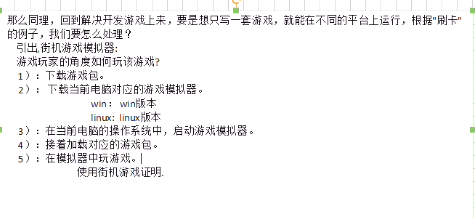 那么同理，回到解决开发游戏上来，要是想只写一套游戏，就能在不同的平台上运行，根据"刷卡"
的例子，我们要怎么处理？
引出,街机游戏模拟器:
游戏玩家的角度如何玩该游戏?
1）：下载游戏包。
2）：下载当前电脑对应的游戏模拟器。
win：win版本
linux: linux版本
3）：在当前电脑的操作系统中，启动游戏模拟器。
4）：接着加载对应的游戏包。
5）：在模拟器中玩游戏。
使用街机游戏证明.